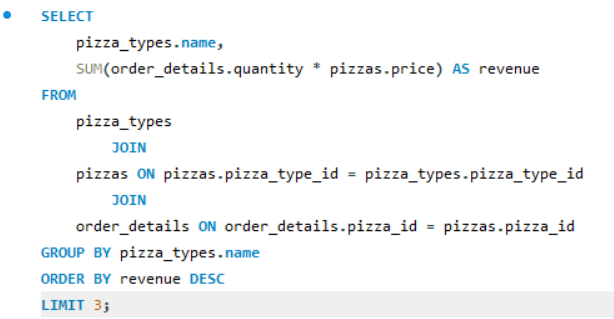 SELECT
pizza_types.name,
SUM(order_details.quantity * pizzas.price) AS revenue
FROM
pizza_types
JOIN
pizzas ON pizzas.pizza_type_id = pizza_types.pizza_type_id
JOIN
order_details ON order_details.pizza_id = pizzas.pizza_id
GROUP BY pizza_types.name
ORDER BY revenue DESC
LIMIT 3;